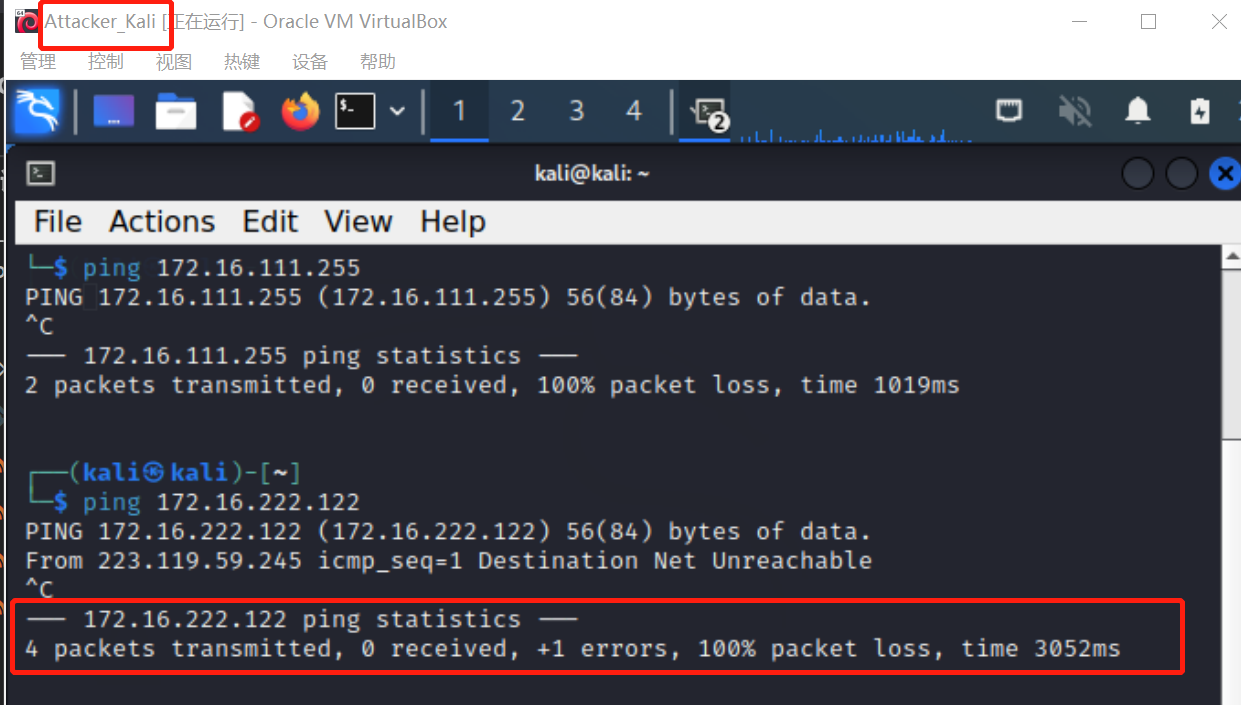 Attacker_Kali [正在运行] - Oracle VM VirtualBox
管理 控制 视图 热键 设备 帮助
1 2 3 4 2
kali@kali: ~
File Actions Edit View Help
└─$ ping 172.16.111.255
PING 172.16.111.255 (172.16.111.255) 56(84) bytes of data.
^C
─── 172.16.111.255 ping statistics ───
2 packets transmitted, 0 received, 100% packet loss, time 1019ms
┌──(kali㉿kali)-[~]
└─$ ping 172.16.222.122
PING 172.16.222.122 (172.16.222.122) 56(84) bytes of data.
From 223.119.59.245 icmp_seq=1 Destination Net Unreachable
^C
─── 172.16.222.122 ping statistics ───
4 packets transmitted, 0 received, +1 errors, 100% packet loss, time 3052ms